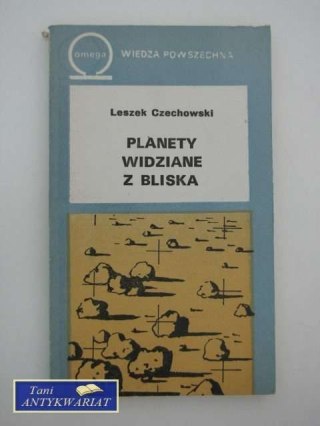 omega
WIEDZA POWSZECHNA
Leszek Czechowski
PLANETY
WIDZIANE
Z BLISKA
Tani
ANTYKWARIAT